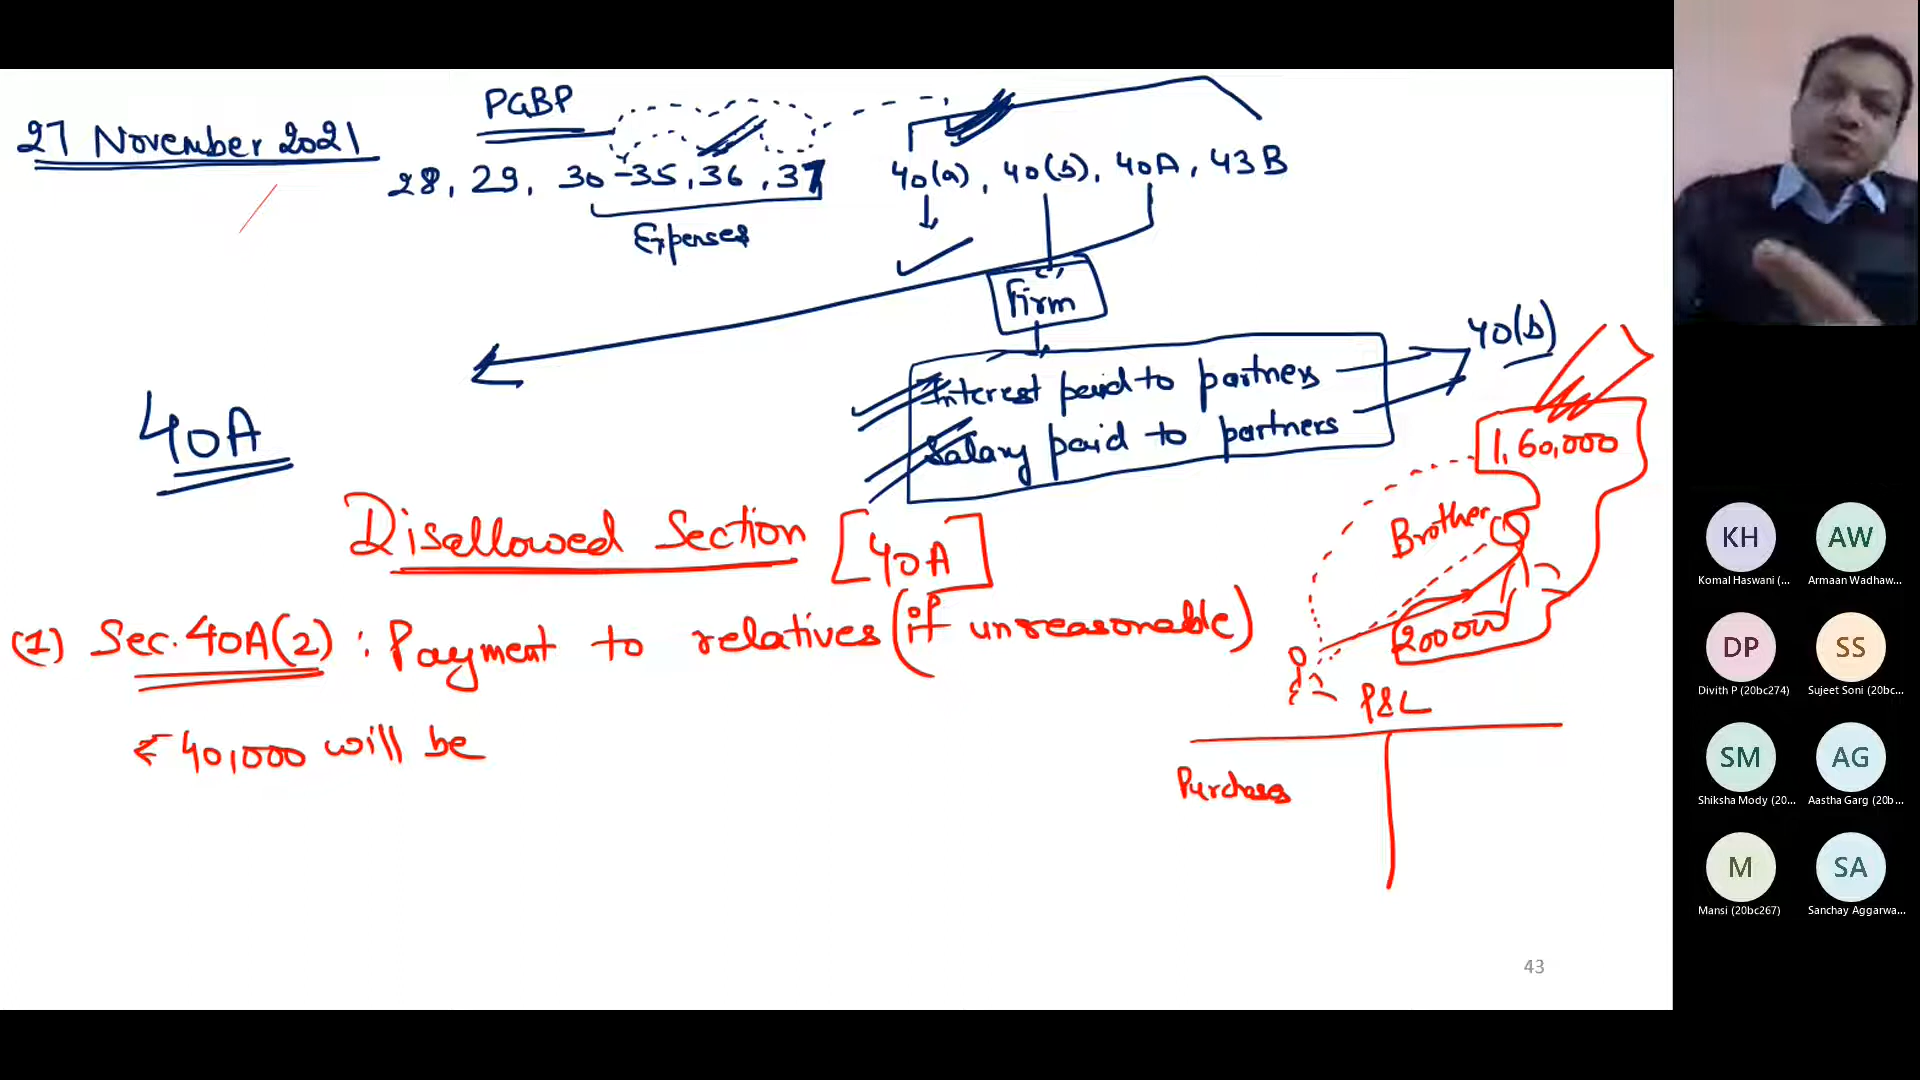 PGBP
27 November 2021
28, 29, 30-35, 36, 37
40(a), 40(b), 40A, 43B
Expenses
Firm
40(b)
Interest paid to partners
Salary paid to partners
40A
1,60,000
Brother
Disallowed Section [40A]
(1) Sec. 40A(2) : Payment to relatives (if unreasonable)
200000
P&L
₹ 40,000 will be
Purchases
43
KH
AW
Komal Haswani (...
Armaan Wadhaw...
DP
SS
Divith P (20bc274)
Sujeet Soni (20bc...
SM
AG
Shiksha Mody (20...
Aastha Garg (20b...
M
SA
Mansi (20bc267)
Sanchay Aggarwa...